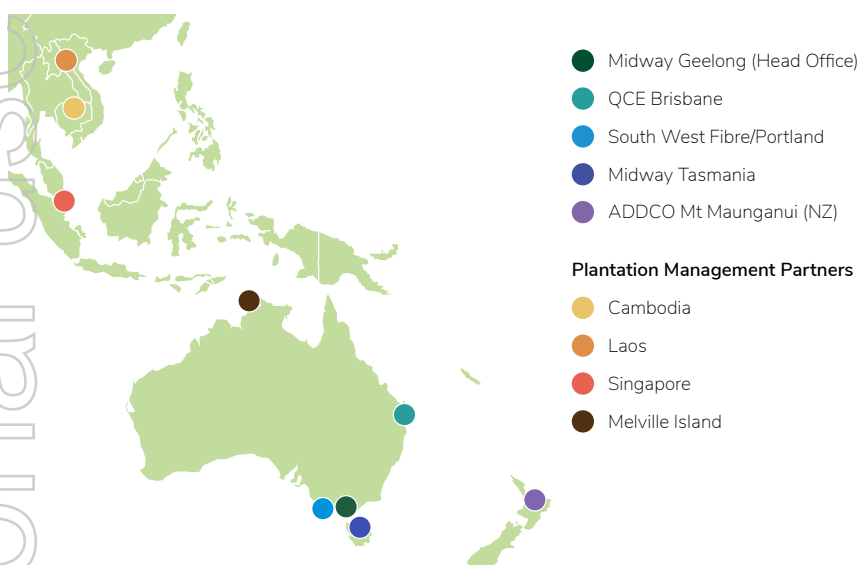 Midway Geelong (Head Office)
QCE Brisbane
South West Fibre/Portland
Midway Tasmania
ADDCO Mt Maunganui (NZ)
Plantation Management Partners
Cambodia
Laos
Singapore
Melville Island